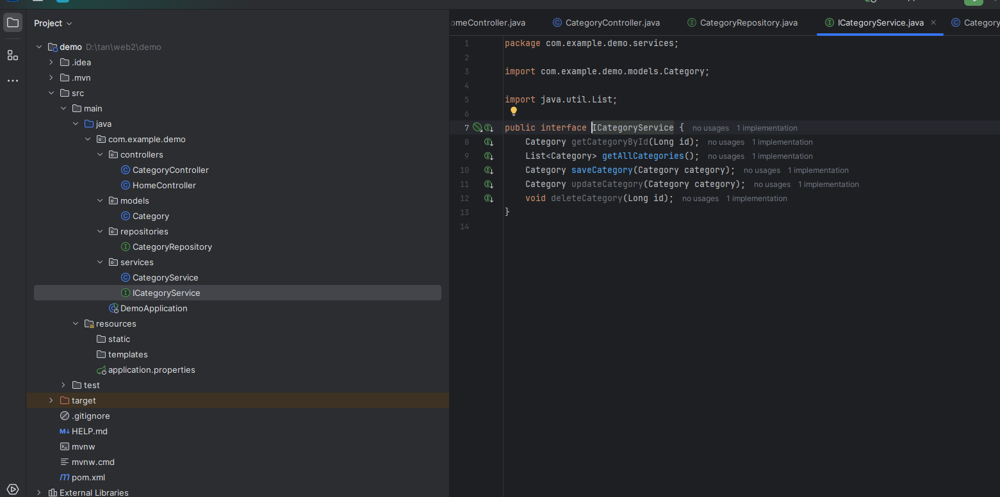 Project
demo D:\tan\web2\demo
.idea
.mvn
src
main
java
com.example.demo
controllers
CategoryController
HomeController
models
Category
repositories
CategoryRepository
services
CategoryService
ICategoryService
DemoApplication
resources
static
templates
application.properties
test
target
.gitignore
HELP.md
mvnw
mvnw.cmd
pom.xml
External Libraries
omeController.java CategoryController.java CategoryRepository.java ICategoryService.java Category
1 package com.example.demo.services;
2
3 import com.example.demo.models.Category;
4
5 import java.util.List;
6
7 public interface ICategoryService { no usages 1 implementation
8 Category getCategoryById(Long id); no usages 1 implementation
9 List<Category> getAllCategories(); no usages 1 implementation
10 Category saveCategory(Category category); no usages 1 implementation
11 Category updateCategory(Category category); no usages 1 implementation
12 void deleteCategory(Long id); no usages 1 implementation
13 }
14